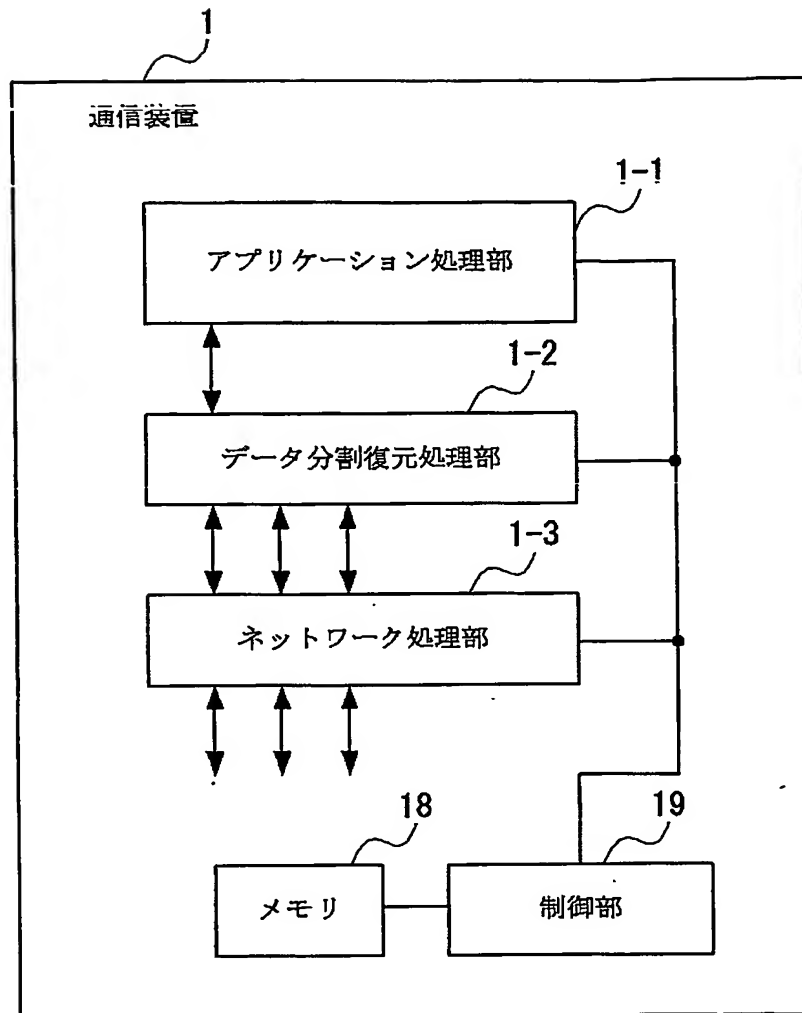 1
通信装置
1-1
アプリケーション処理部
1-2
データ分割復元処理部
1-3
ネットワーク処理部
18
19
メモリ
制御部